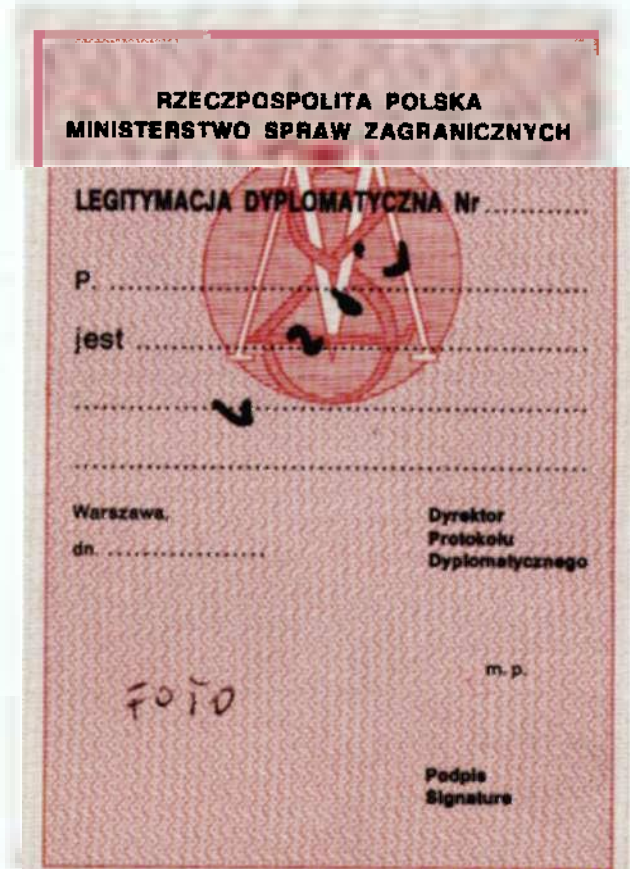 RZECZPOSPOLITA POLSKA
MINISTERSTWO SPRAW ZAGRANICZNYCH
LEGITYMACJA DYPLOMATYCZNA Nr ............
P. ................................................
jest ................................................
................................................
................................................
Warszawa,
dn. .......................
Dyrektor
Protokołu
Dyplomatycznego
m. p.
FOTO
Podpis
Signature